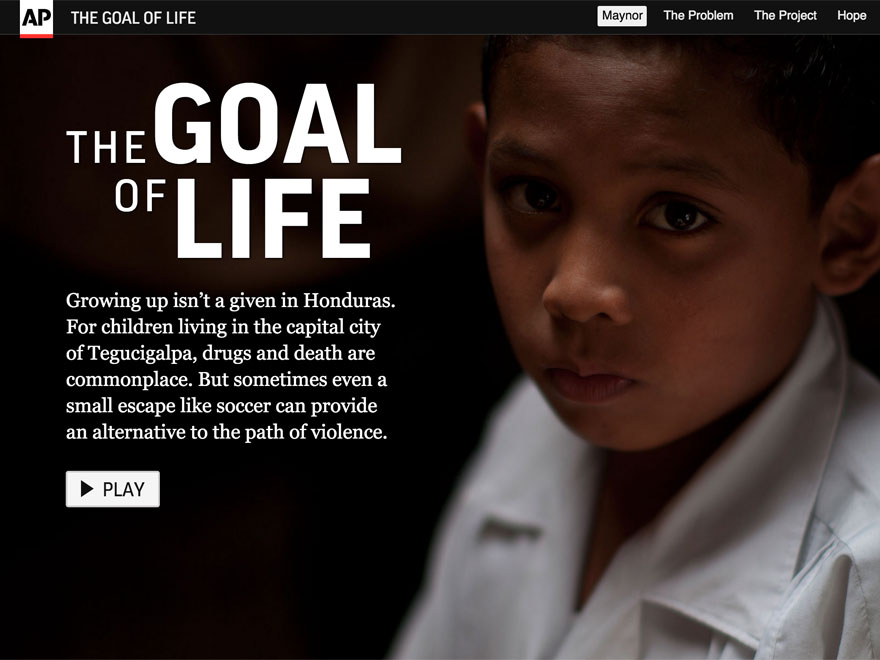 AP
THE GOAL OF LIFE
Maynor
The Problem
The Project
Hope
THE GOAL
OF LIFE
Growing up isn’t a given in Honduras.
For children living in the capital city
of Tegucigalpa, drugs and death are
commonplace. But sometimes even a
small escape like soccer can provide
an alternative to the path of violence.
PLAY